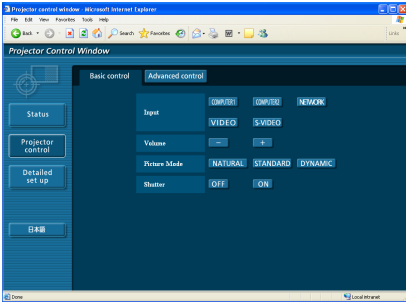 Projector control window - Microsoft Internet Explorer
File Edit View Favorites Tools Help
Back Search Favorites Links
Projector Control Window
Basic control Advanced control
Status
Projector control
Detailed set up
日本語
Input COMPUTER1 COMPUTER2 NETWORK
VIDEO S-VIDEO
Volume - +
Picture Mode NATURAL STANDARD DYNAMIC
Shutter OFF ON
Done Local intranet